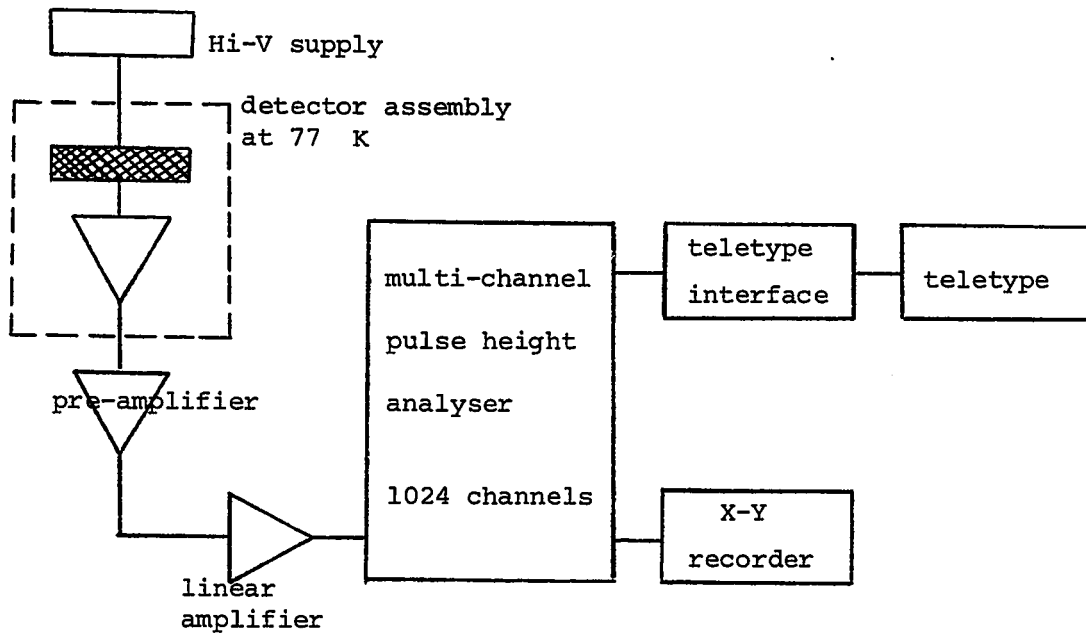 Hi-V supply
detector assembly
at 77 K
pre-amplifier
linear
amplifier
multi-channel
pulse height
analyser
1024 channels
teletype
interface
teletype
X-Y
recorder